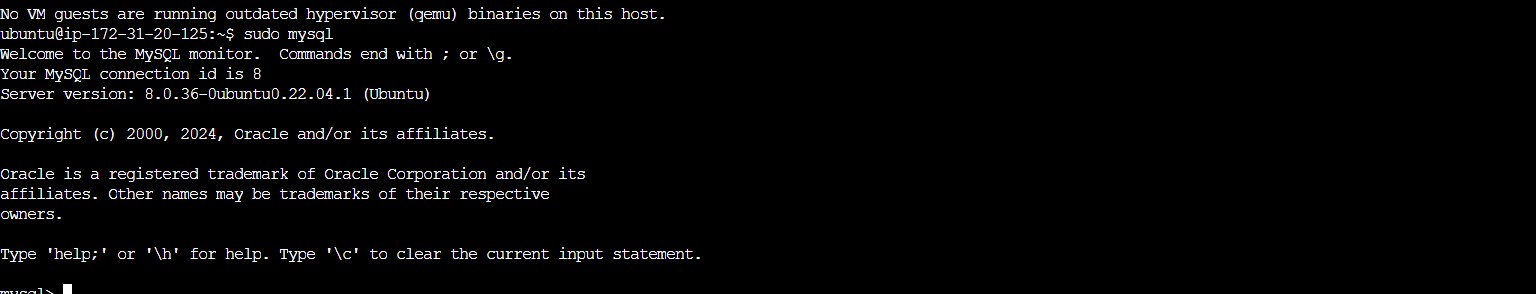 No VM guests are running outdated hypervisor (qemu) binaries on this host.
ubuntu@ip-172-31-20-125:~$ sudo mysql
Welcome to the MySQL monitor.  Commands end with ; or \g.
Your MySQL connection id is 8
Server version: 8.0.36-0ubuntu0.22.04.1 (Ubuntu)
Copyright (c) 2000, 2024, Oracle and/or its affiliates.
Oracle is a registered trademark of Oracle Corporation and/or its
affiliates. Other names may be trademarks of their respective
owners.
Type 'help;' or '\h' for help. Type '\c' to clear the current input statement.
mysql>